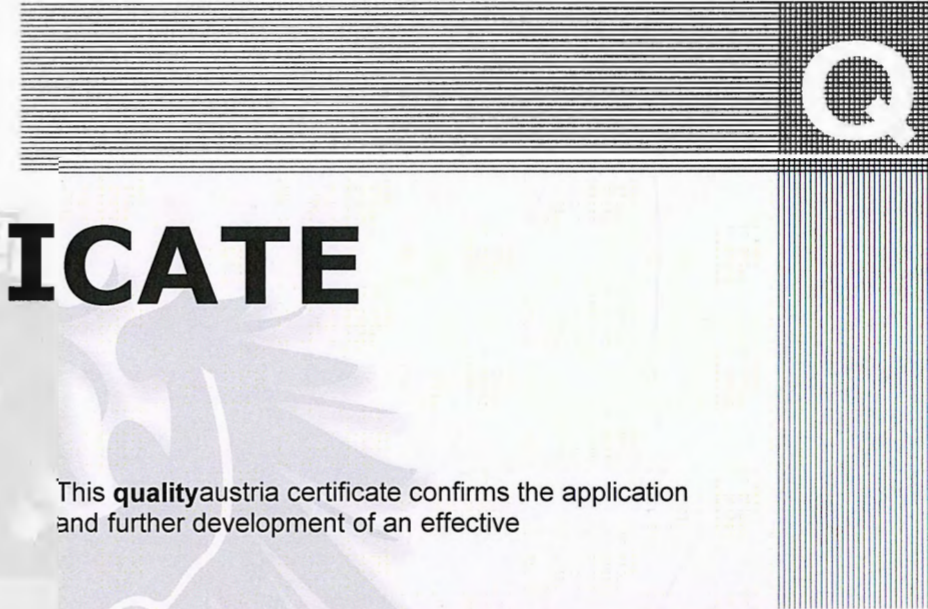 Q
ICATE
This qualityaustria certificate confirms the application
and further development of an effective